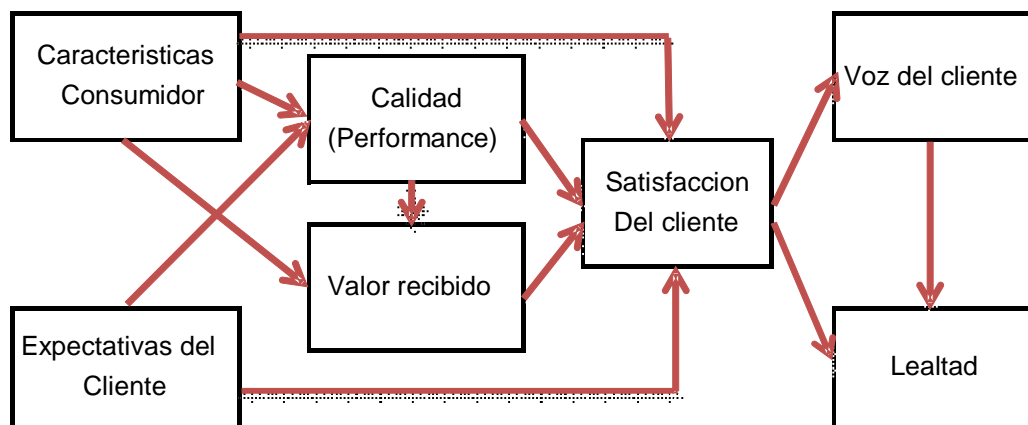 Caracteristicas
Consumidor
Calidad
(Performance)
Voz del cliente
Satisfaccion
Del cliente
Valor recibido
Expectativas del
Cliente
Lealtad